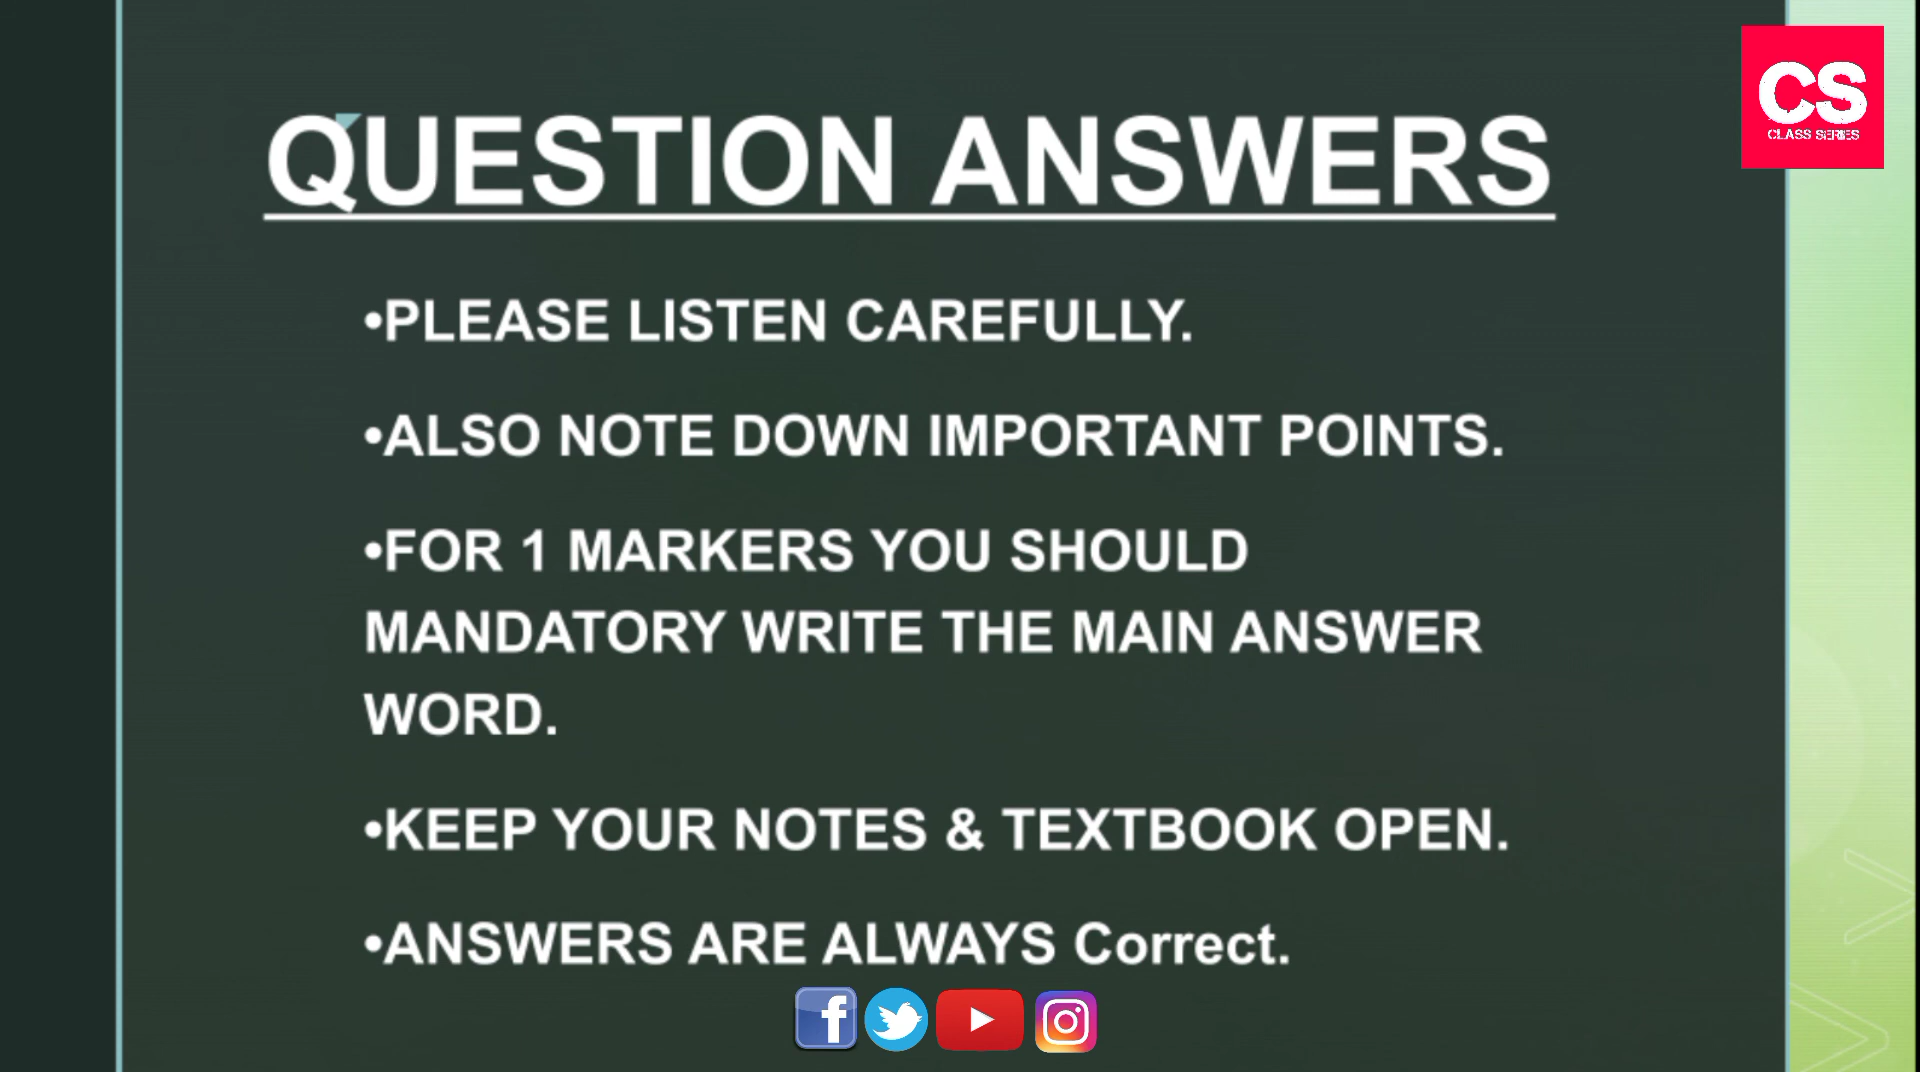 CS
CLASS SERIES
QUESTION ANSWERS
•PLEASE LISTEN CAREFULLY.
•ALSO NOTE DOWN IMPORTANT POINTS.
•FOR 1 MARKERS YOU SHOULD
MANDATORY WRITE THE MAIN ANSWER
WORD.
•KEEP YOUR NOTES & TEXTBOOK OPEN.
•ANSWERS ARE ALWAYS Correct.